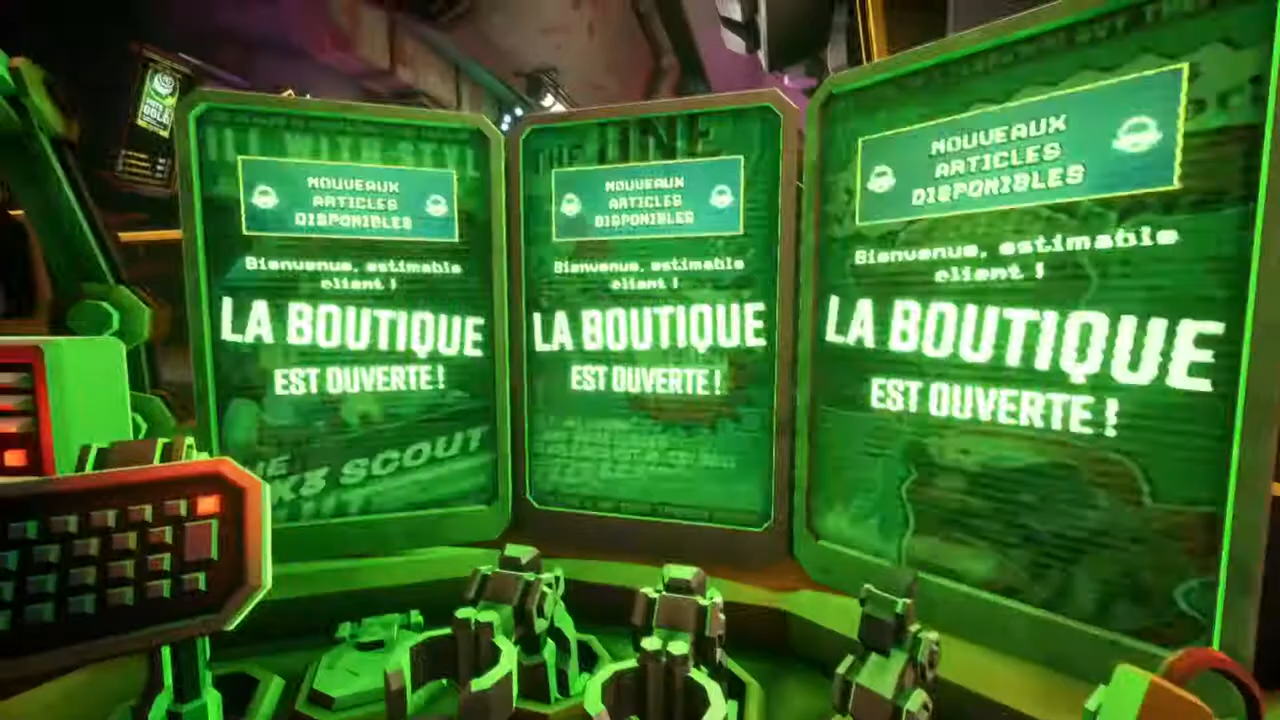 NOUVEAUX
ARTICLES
DISPONIBLES
Bienvenue, estimable
client !
LA BOUTIQUE
EST OUVERTE !
SCOUT
NOUVEAUX
ARTICLES
DISPONIBLES
Bienvenue, estimable
client !
LA BOUTIQUE
EST OUVERTE !
NOUVEAUX
ARTICLES
DISPONIBLES
Bienvenue, estimable
client !
LA BOUTIQUE
EST OUVERTE !